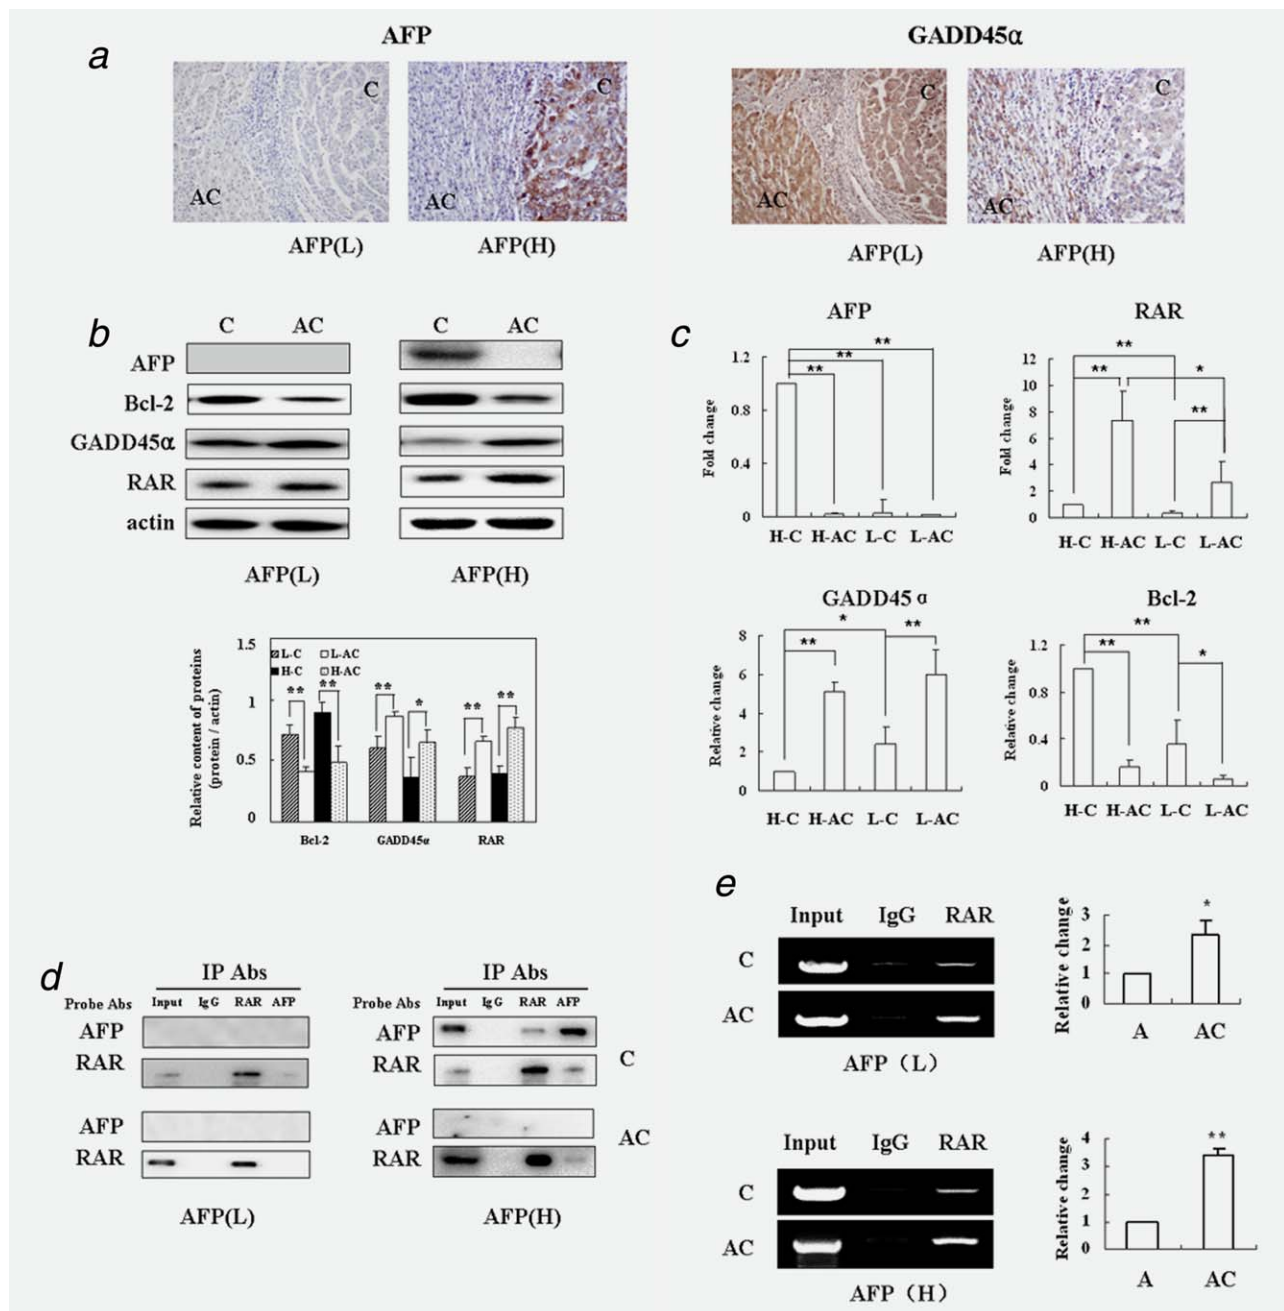 a
AFP
GADD45α
C
AC
C
AC
C
AC
C
AC
AFP(L)
AFP(H)
AFP(L)
AFP(H)
b
C AC
C AC
AFP
Bcl-2
GADD45α
RAR
actin
AFP(L)
AFP(H)
1.5
1
0.5
0
Relative content of proteins
(protein / actin)
L-C
L-AC
H-C
H-AC
** ** ** * ** **
Bcl-2 GADD45α RAR
c
AFP
1.2
0.8
0.4
0
Fold change
**
**
**
H-C H-AC L-C L-AC
RAR
12
10
8
6
4
2
0
Fold change
**
** *
**
H-C H-AC L-C L-AC
GADD45 α
8
6
4
2
0
Relative change
* **
**
H-C H-AC L-C L-AC
Bcl-2
1.2
0.8
0.4
0
Relative change
**
** *
H-C H-AC L-C L-AC
d
IP Abs
Probe Abs Input IgG RAR AFP
AFP
RAR
AFP
RAR
AFP(L)
IP Abs
Probe Abs Input IgG RAR AFP
AFP
RAR
C
AFP
RAR
AC
AFP(H)
e
Input IgG RAR
C
AC
AFP（L）
3
2
1
0
Relative change
*
A AC
Input IgG RAR
C
AC
AFP（H）
4
3
2
1
0
Relative change
**
A AC